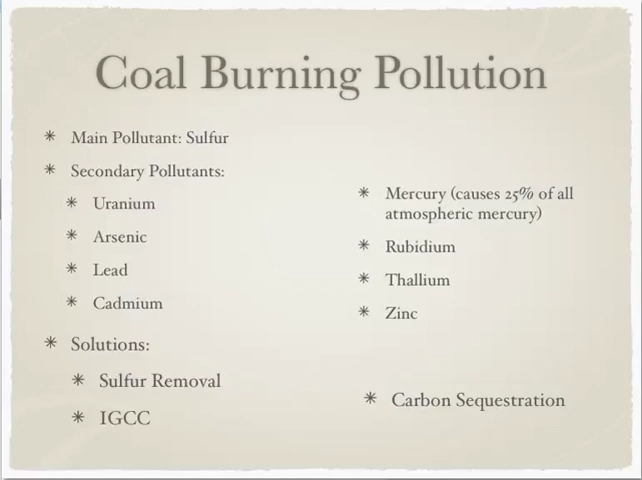 Coal Burning Pollution
✴ Main Pollutant: Sulfur
✴ Secondary Pollutants:
✴ Uranium
✴ Arsenic
✴ Lead
✴ Cadmium
✴ Mercury (causes 25% of all
atmospheric mercury)
✴ Rubidium
✴ Thallium
✴ Zinc
✴ Solutions:
✴ Sulfur Removal
✴ IGCC
✴ Carbon Sequestration